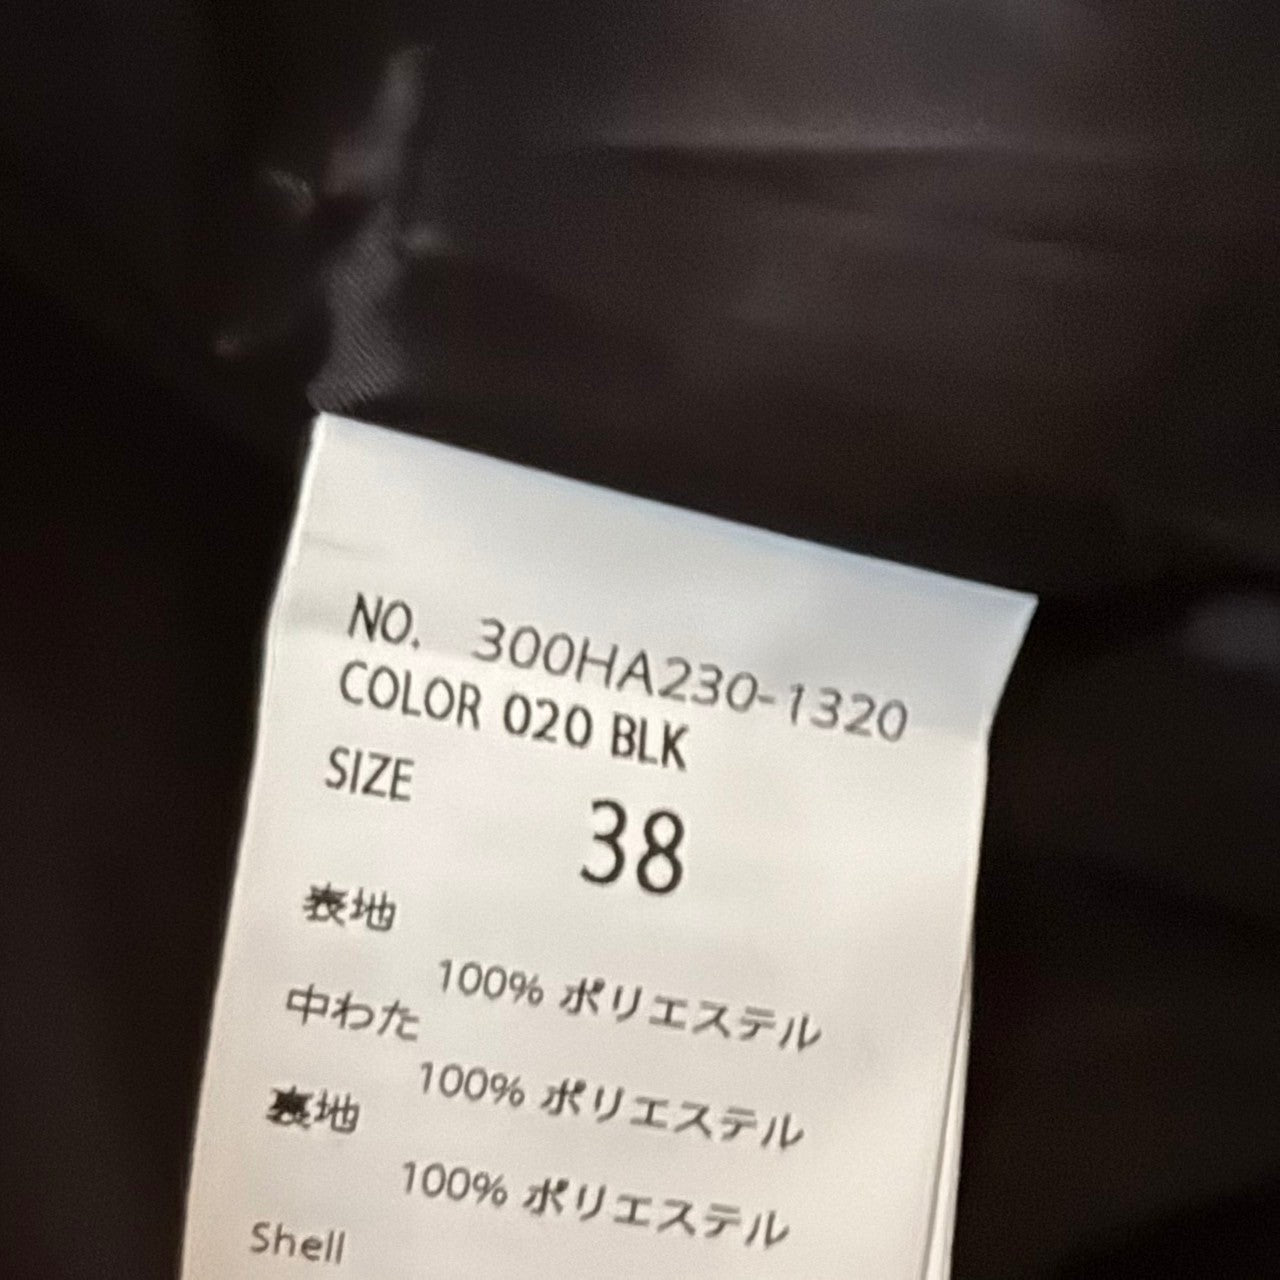 NO. 300HA230-1320
COLOR 020 BLK
SIZE 38
表地
100% ポリエステル
中わた
100% ポリエステル
裏地
100% ポリエステル
Shell